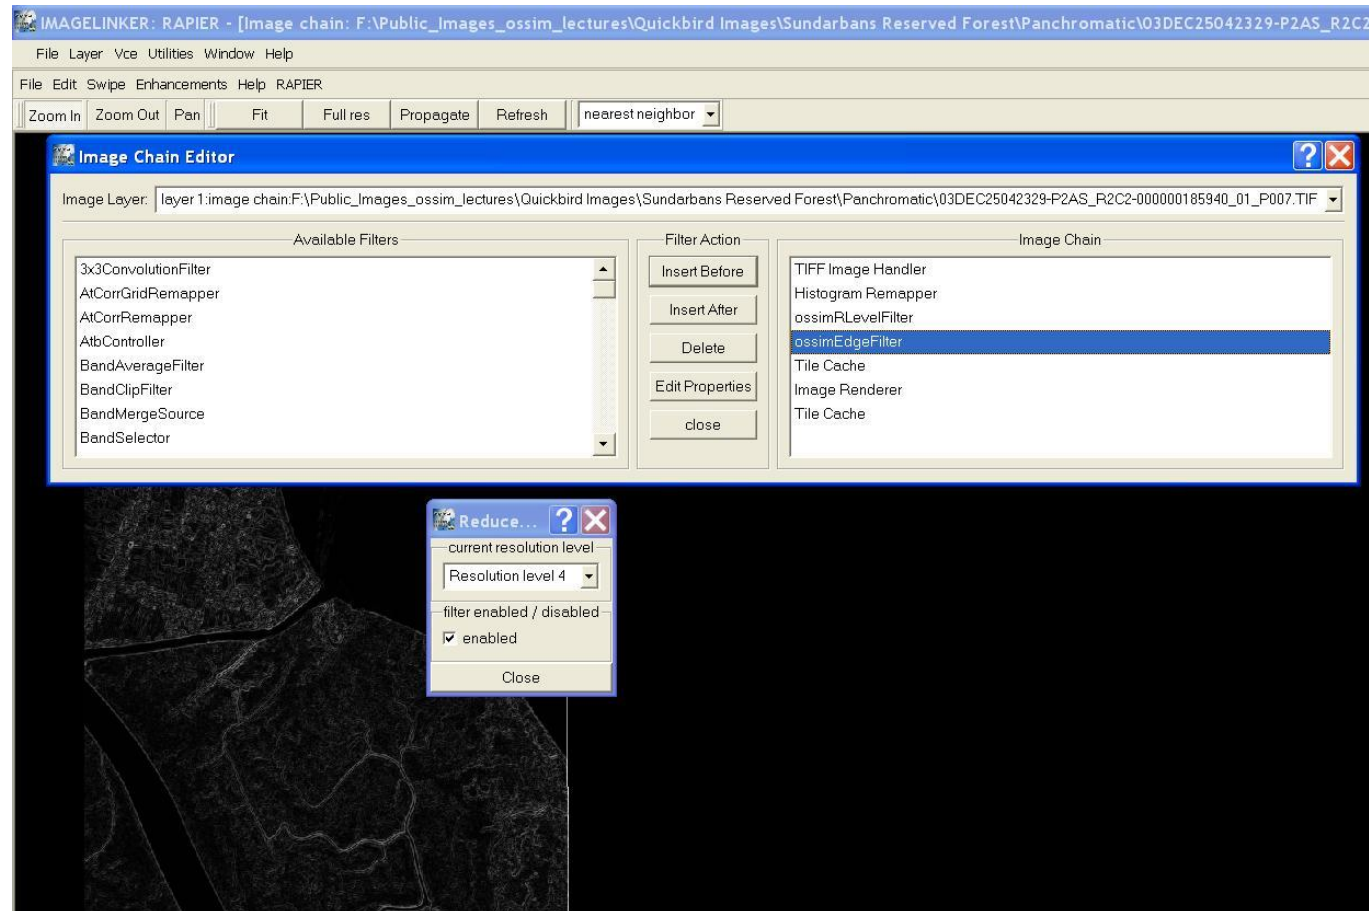 IMAGELINKER: RAPIER - [Image chain: F:\Public_Images_ossim_lectures\Quickbird Images\Sundarbans Reserved Forest\Panchromatic\03DEC25042329-P2AS_R2C2
File Layer Vce Utilities Window Help
File Edit Swipe Enhancements Help RAPIER
Zoom In Zoom Out Pan Fit Full res Propagate Refresh nearest neighbor
Image Chain Editor
Image Layer: layer 1:image chain:F:\Public_Images_ossim_lectures\Quickbird Images\Sundarbans Reserved Forest\Panchromatic\03DEC25042329-P2AS_R2C2-000000185940_01_P007.TIF
Available Filters
3x3ConvolutionFilter
AtCorrGridRemapper
AtCorrRemapper
AtbController
BandAverageFilter
BandClipFilter
BandMergeSource
BandSelector
Filter Action
Insert Before
Insert After
Delete
Edit Properties
close
Image Chain
TIFF Image Handler
Histogram Remapper
ossimRLevelFilter
ossimEdgeFilter
Tile Cache
Image Renderer
Tile Cache
Reduce...
current resolution level
Resolution level 4
filter enabled / disabled
enabled
Close